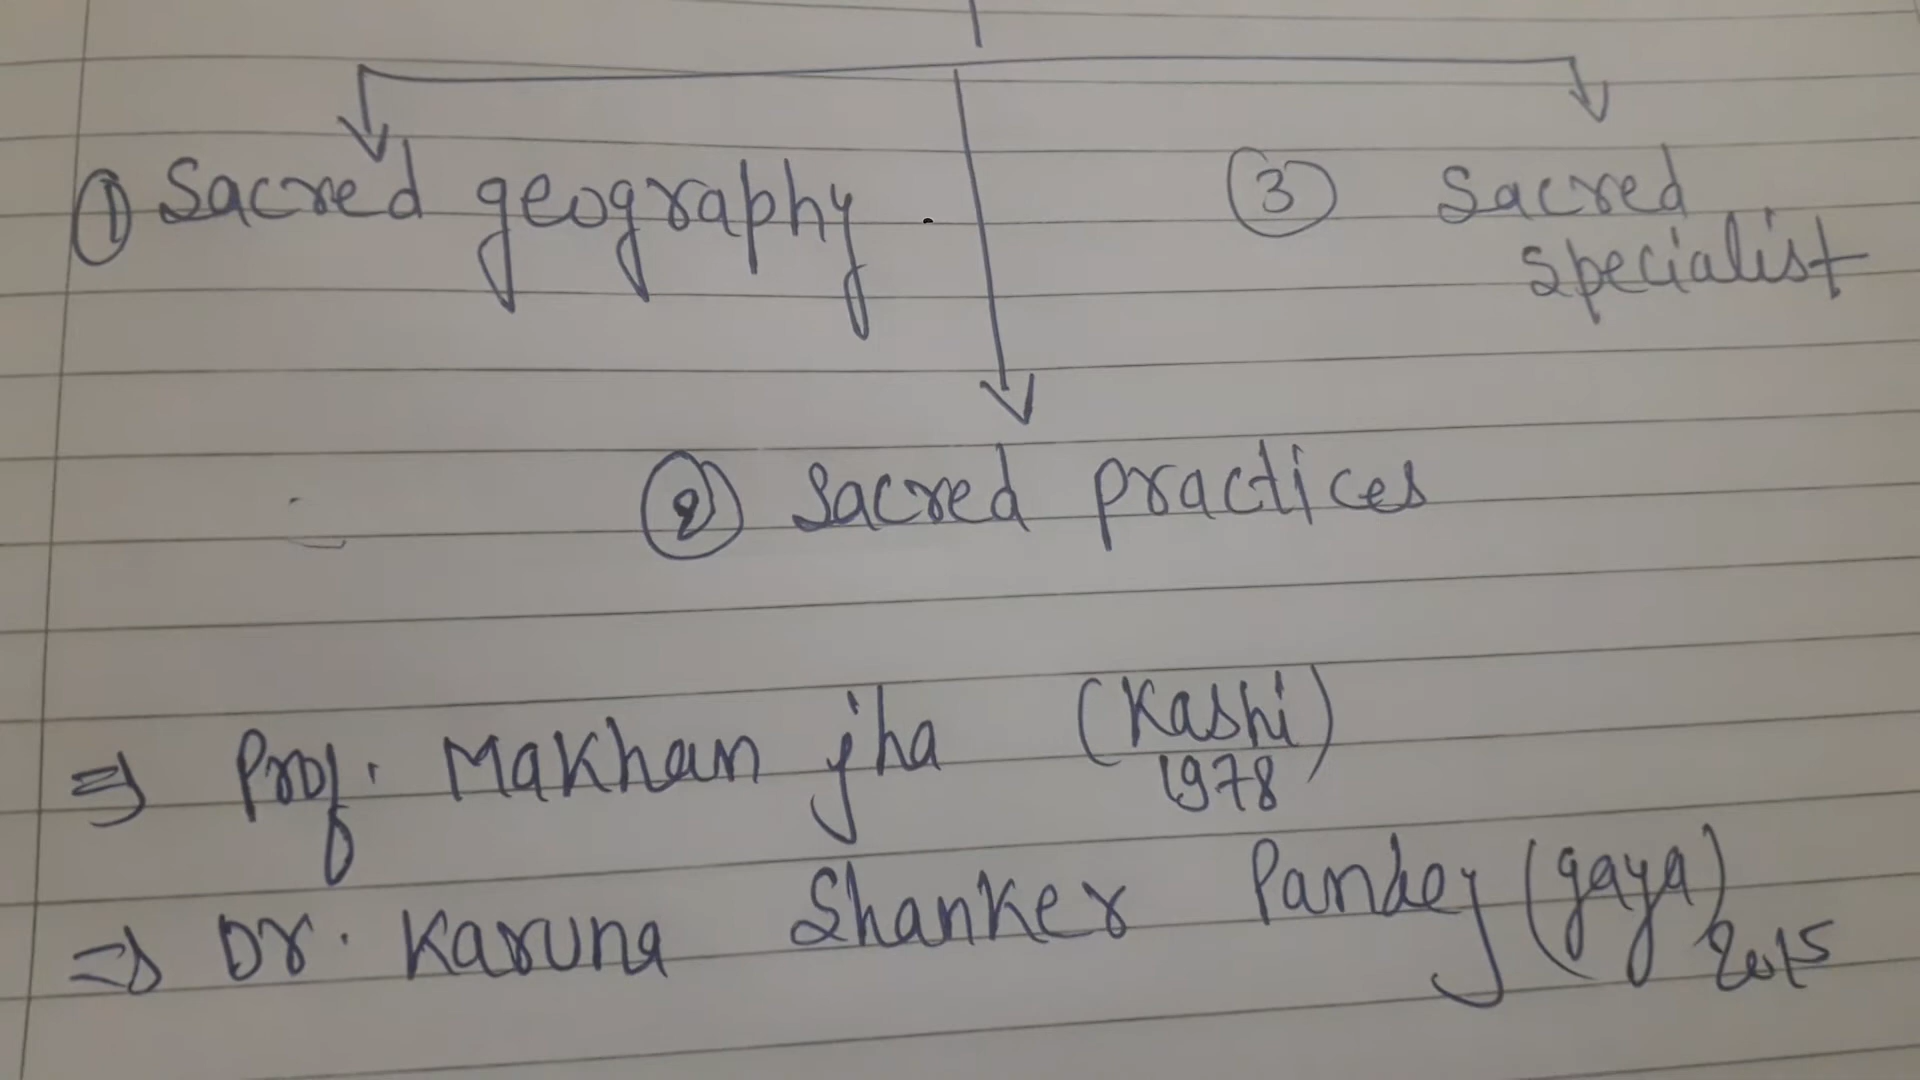 ① Sacred geography.
③ Sacred
specialist
② Sacred practices
⇒ Prof. Makhan jha (Kashi)
1978
⇒ Dr. Karuna Shanker Pandey (gaya)
2015